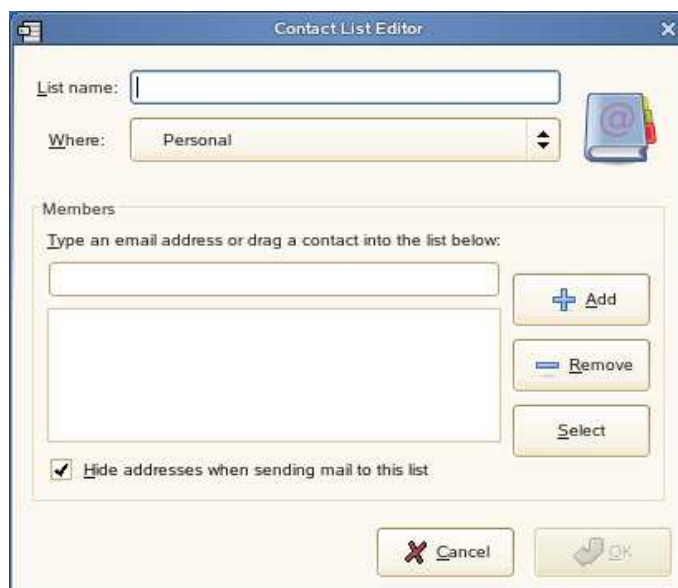 Contact List Editor
List name:
Where: Personal
Members
Type an email address or drag a contact into the list below:
Add
Remove
Select
Hide addresses when sending mail to this list
Cancel OK